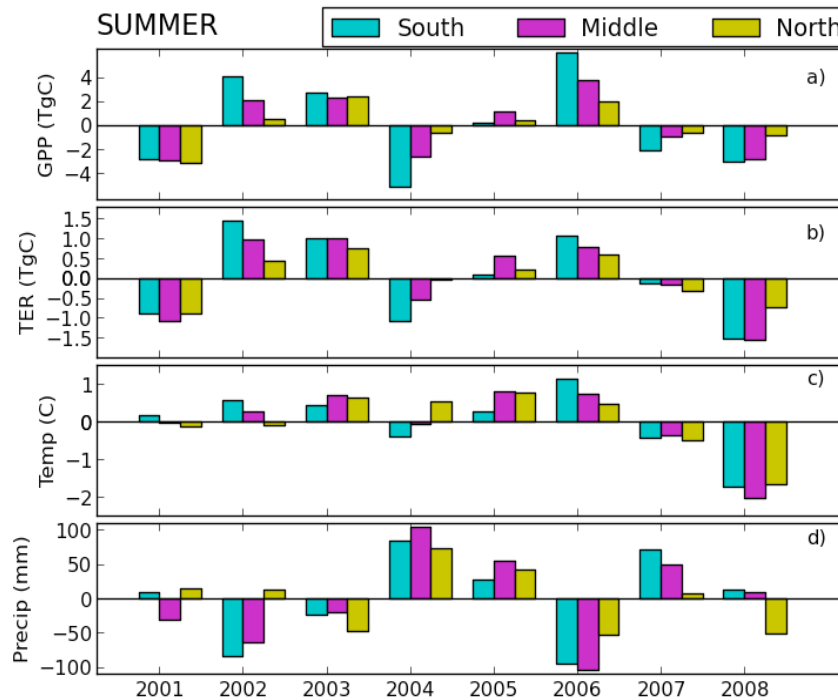 SUMMER
South Middle North
a)
GPP (TgC)
4
2
0
−2
−4
b)
TER (TgC)
1.5
1.0
0.5
0.0
−0.5
−1.0
−1.5
c)
Temp (C)
1
0
−1
−2
d)
Precip (mm)
100
50
0
−50
−100
2001 2002 2003 2004 2005 2006 2007 2008